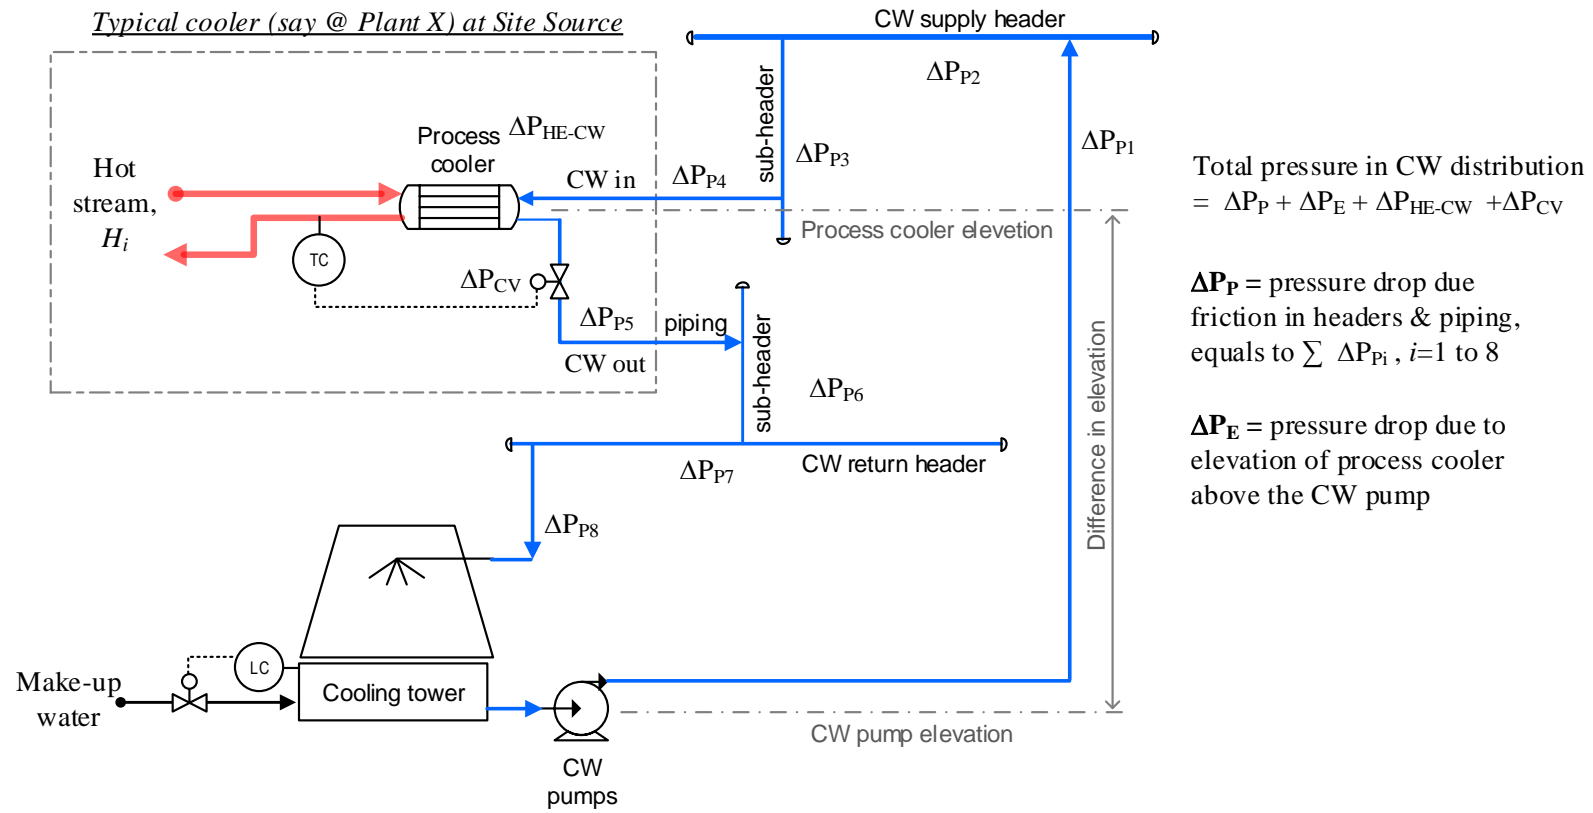 Typical cooler (say @ Plant X) at Site Source
CW supply header
ΔPP2
sub-header
ΔPP1
ΔPP3
Process
cooler
ΔPHE-CW
Hot
stream,
Hi
CW in
ΔPP4
Process cooler elevetion
TC
ΔPCV
ΔPP5
piping
CW out
sub-header
ΔPP6
Difference in elevation
CW return header
ΔPP7
ΔPP8
LC
Make-up
water
Cooling tower
CW pump elevation
CW
pumps
Total pressure in CW distribution
= ΔPP + ΔPE + ΔPHE-CW +ΔPCV
ΔPP = pressure drop due
friction in headers & piping,
equals to ∑ ΔPPi , i=1 to 8
ΔPE = pressure drop due to
elevation of process cooler
above the CW pump